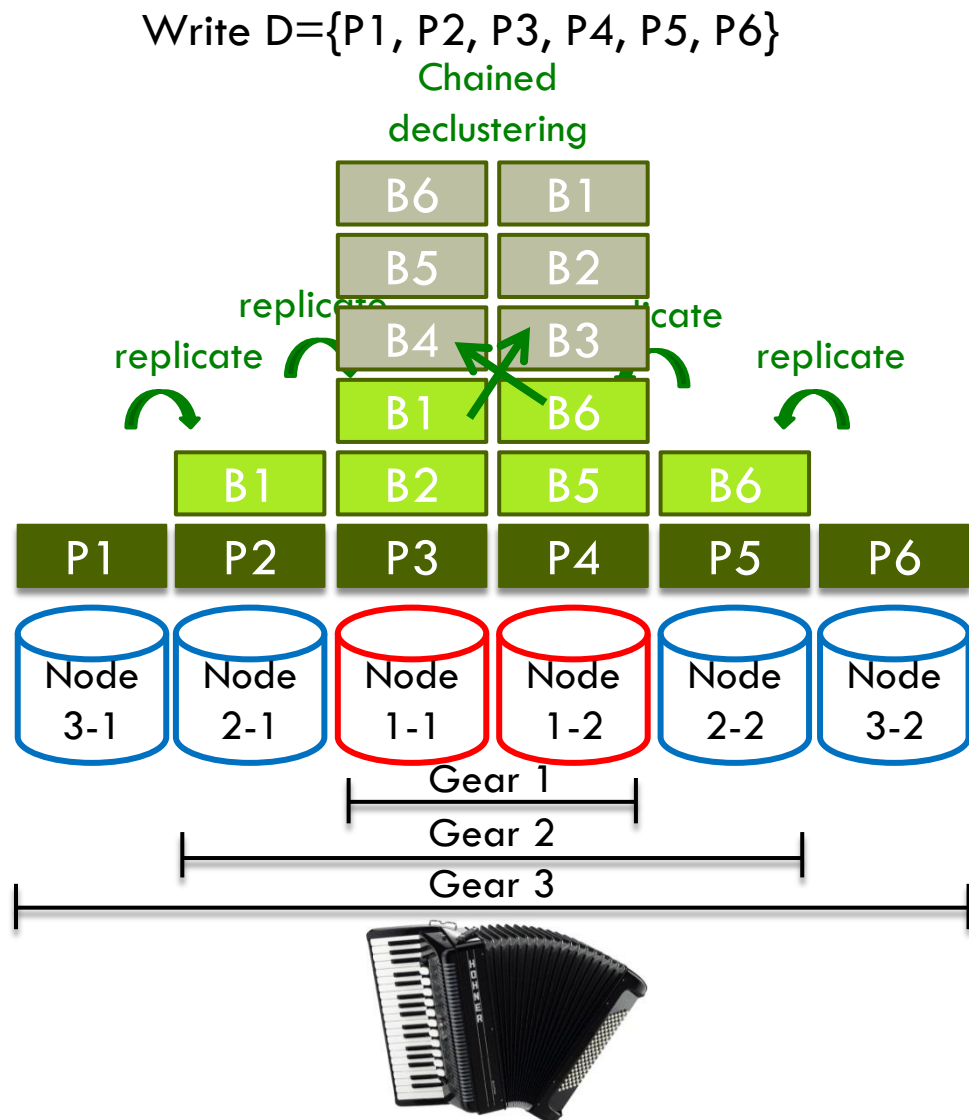 Write D={P1, P2, P3, P4, P5, P6}
Chained
declustering
B6 B1
B5 B2
replicate
icate
B4 B3
replicate replicate
B1 B6
B1 B2 B5 B6
P1 P2 P3 P4 P5 P6
Node Node Node Node Node Node
3-1 2-1 1-1 1-2 2-2 3-2
Gear 1
Gear 2
Gear 3
HOHNER